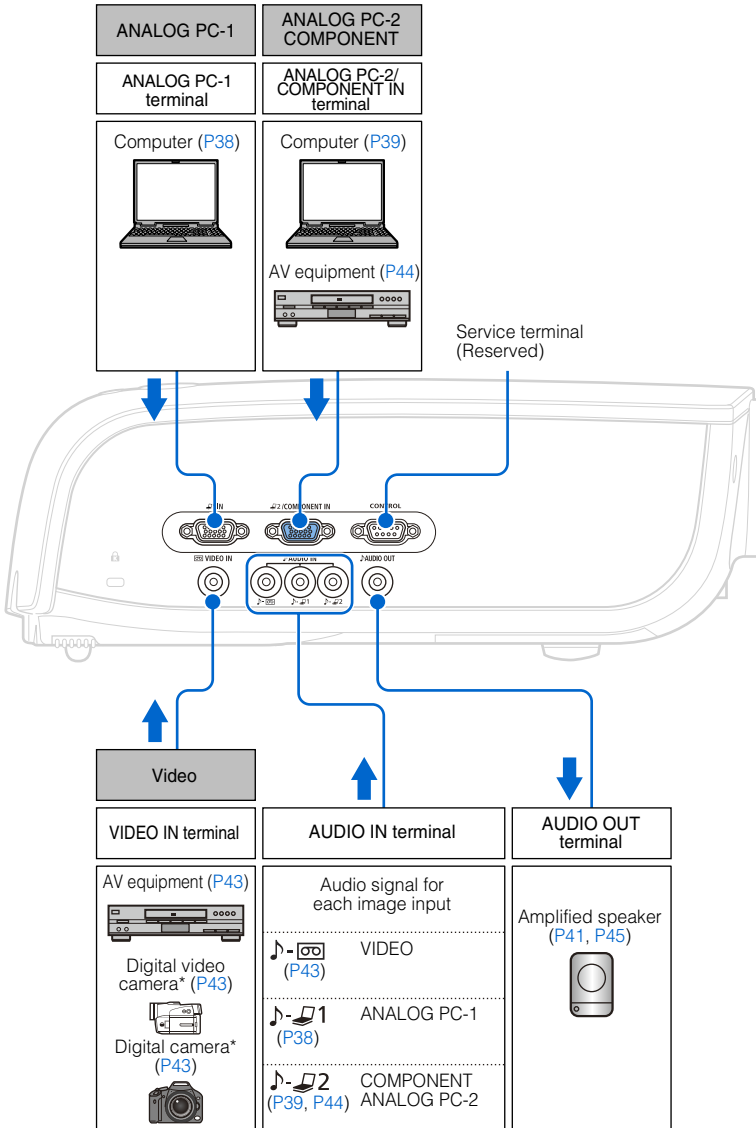 ANALOG PC-1
ANALOG PC-2
COMPONENT
ANALOG PC-1
terminal
ANALOG PC-2/
COMPONENT IN
terminal
Computer (P38)
Computer (P39)
AV equipment (P44)
Service terminal
(Reserved)
1 IN
2 /COMPONENT IN
CONTROL
VIDEO IN
♪ AUDIO IN
♪AUDIO OUT
♪-
♪-1
♪-2
Video
VIDEO IN terminal
AUDIO IN terminal
AUDIO OUT
terminal
AV equipment (P43)
Digital video
camera* (P43)
Digital camera*
(P43)
Audio signal for
each image input
♪- VIDEO
(P43)
♪-1 ANALOG PC-1
(P38)
♪-2 COMPONENT
(P39, P44) ANALOG PC-2
Amplified speaker
(P41, P45)